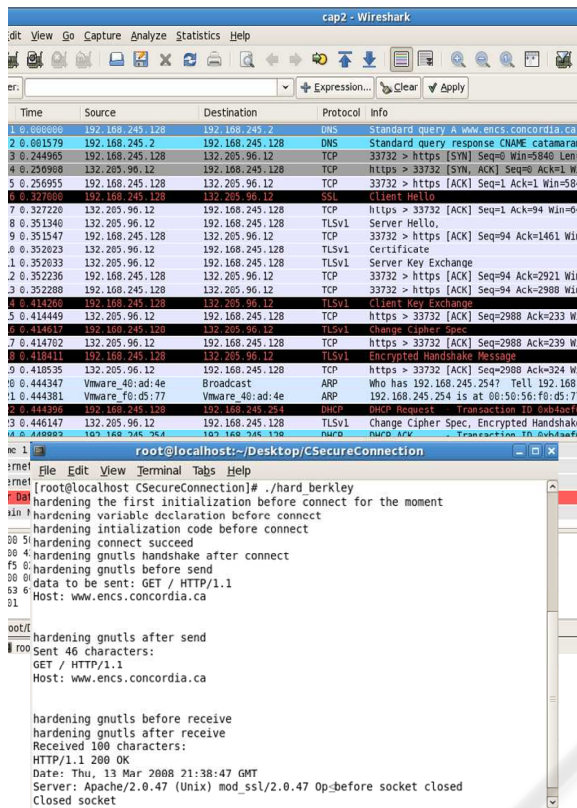 cap2 - Wireshark
dit View Go Capture Analyze Statistics Help
er: Expression... Clear Apply
Time Source Destination Protocol Info
1 0.000000 192.168.245.128 192.168.245.2 DNS Standard query A www.encs.concordia.ca
2 0.001579 192.168.245.2 192.168.245.128 DNS Standard query response CNAME catamara
3 0.244965 192.168.245.128 132.205.96.12 TCP 33732 > https [SYN] Seq=0 Win=5840 Len
4 0.256908 132.205.96.12 192.168.245.128 TCP https > 33732 [SYN, ACK] Seq=0 Ack=1 W
5 0.256955 192.168.245.128 132.205.96.12 TCP 33732 > https [ACK] Seq=1 Ack=1 Win=58
6 0.327000 192.168.245.128 132.205.96.12 SSL Client Hello
7 0.327220 132.205.96.12 192.168.245.128 TCP https > 33732 [ACK] Seq=1 Ack=94 Win=6
8 0.351340 132.205.96.12 192.168.245.128 TLSv1 Server Hello,
9 0.351547 192.168.245.128 132.205.96.12 TCP 33732 > https [ACK] Seq=94 Ack=1461 Wi
0 0.352023 132.205.96.12 192.168.245.128 TLSv1 Certificate
.1 0.352033 132.205.96.12 192.168.245.128 TLSv1 Server Key Exchange
.2 0.352236 192.168.245.128 132.205.96.12 TCP 33732 > https [ACK] Seq=94 Ack=2921 Wi
.3 0.352288 192.168.245.128 132.205.96.12 TCP 33732 > https [ACK] Seq=94 Ack=2988 Wi
4 0.414260 192.168.245.128 132.205.96.12 TLSv1 Client Key Exchange
.5 0.414449 132.205.96.12 192.168.245.128 TCP https > 33732 [ACK] Seq=2988 Ack=233 W
.6 0.414617 192.168.245.128 132.205.96.12 TLSv1 Change Cipher Spec
.7 0.414702 132.205.96.12 192.168.245.128 TCP https > 33732 [ACK] Seq=2988 Ack=239 W
8 0.418411 192.168.245.128 132.205.96.12 TLSv1 Encrypted Handshake Message
.9 0.418535 132.205.96.12 192.168.245.128 TCP https > 33732 [ACK] Seq=2988 Ack=324 W
20 0.444347 Vmware_40:ad:4e Broadcast ARP Who has 192.168.245.254? Tell 192.168
21 0.444381 Vmware_f0:d5:77 Vmware_40:ad:4e ARP 192.168.245.254 is at 00:50:56:f0:d5:7
22 0.444396 192.168.245.128 192.168.245.254 DHCP DHCP Request - Transaction ID 0xb4aef
23 0.446147 132.205.96.12 192.168.245.128 TLSv1 Change Cipher Spec, Encrypted Handshak
24 0.448883 192.168.245.254 192.168.245.128 DHCP DHCP ACK - Transaction ID 0xb4aef
root@localhost:~/Desktop/CSecureConnection
File Edit View Terminal Tabs Help
[root@localhost CSecureConnection]# ./hard_berkley
hardening the first initialization before connect for the moment
hardening variable declaration before connect
hardening intialization code before connect
hardening connect succeed
hardening gnutls handshake after connect
hardening gnutls before send
data to be sent: GET / HTTP/1.1
Host: www.encs.concordia.ca
hardening gnutls after send
Sent 46 characters:
GET / HTTP/1.1
Host: www.encs.concordia.ca
hardening gnutls before receive
hardening gnutls after receive
Received 100 characters:
HTTP/1.1 200 OK
Date: Thu, 13 Mar 2008 21:38:47 GMT
Server: Apache/2.0.47 (Unix) mod_ssl/2.0.47 Op<before socket closed
Closed socket